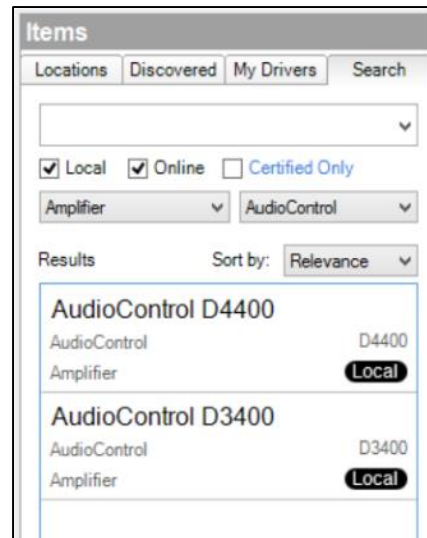 Items
Locations Discovered My Drivers Search
Local Online Certified Only
Amplifier AudioControl
Results Sort by: Relevance
AudioControl D4400
AudioControl D4400
Amplifier Local
AudioControl D3400
AudioControl D3400
Amplifier Local